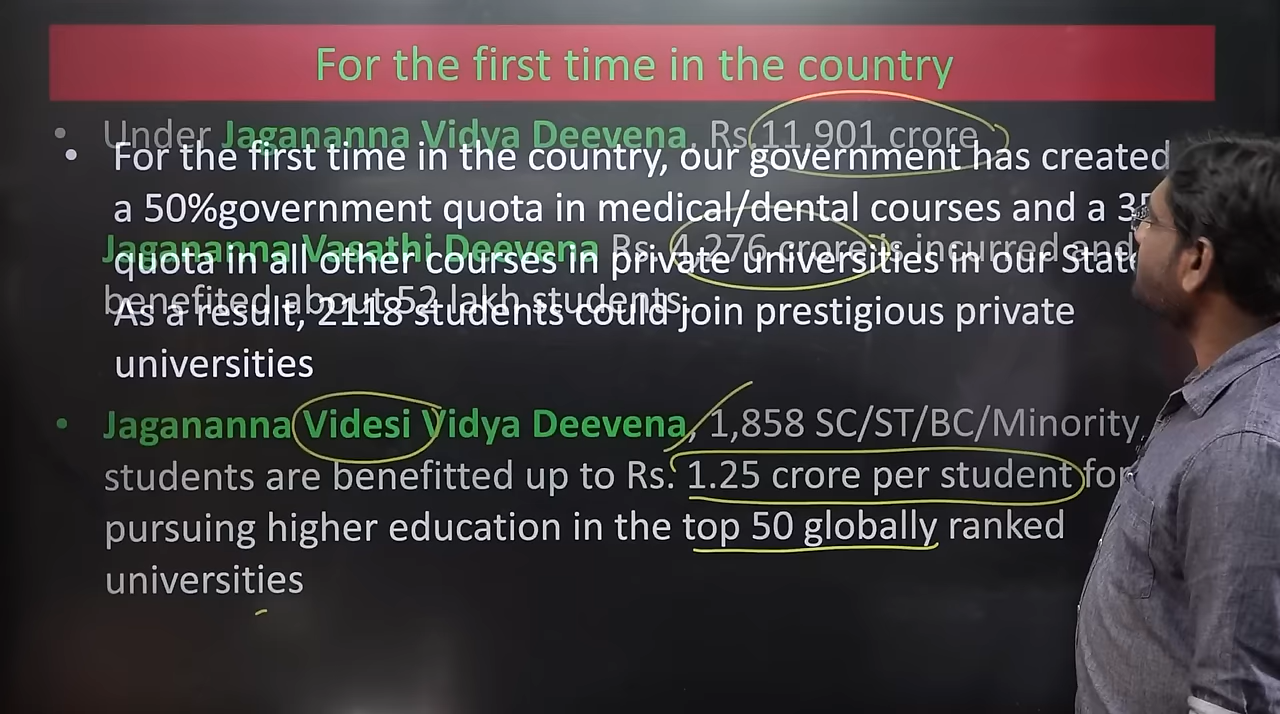 For the first time in the country
• Under Jagananna Vidya Deevena, Rs.11,901 crore
• For the first time in the country, our government has created
a 50%government quota in medical/dental courses and a
Jagananna Vasathi Deevena Rs. 4,276 crore is incurred and
quota in all other courses in private universities in our State
benefited about 52 lakh students.
As a result, 2118 students could join prestigious private
universities
• Jagananna Videsi Vidya Deevena, 1,858 SC/ST/BC/Minority
students are benefitted up to Rs. 1.25 crore per student for
pursuing higher education in the top 50 globally ranked
universities